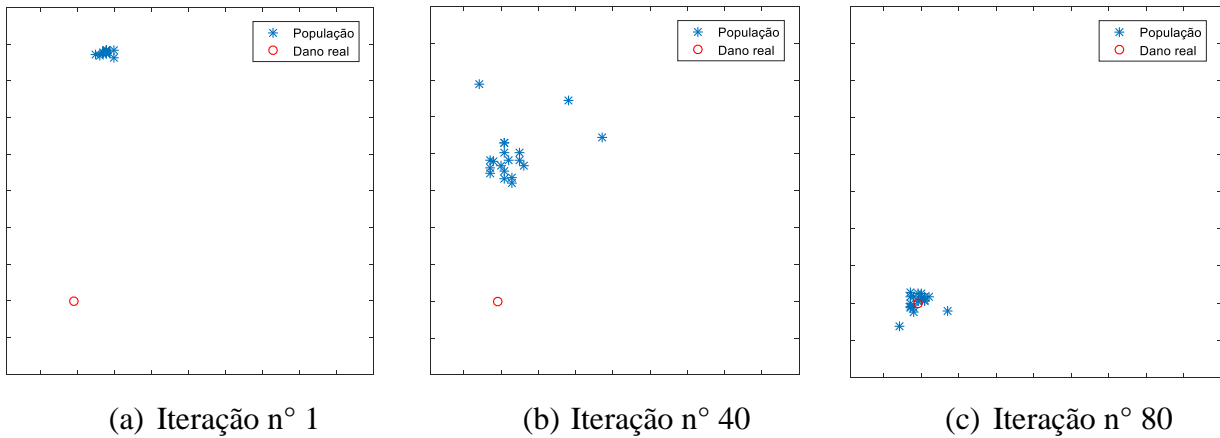 População
Dano real
População
Dano real
População
Dano real
(a) Iteração n° 1
(b) Iteração n° 40
(c) Iteração n° 80